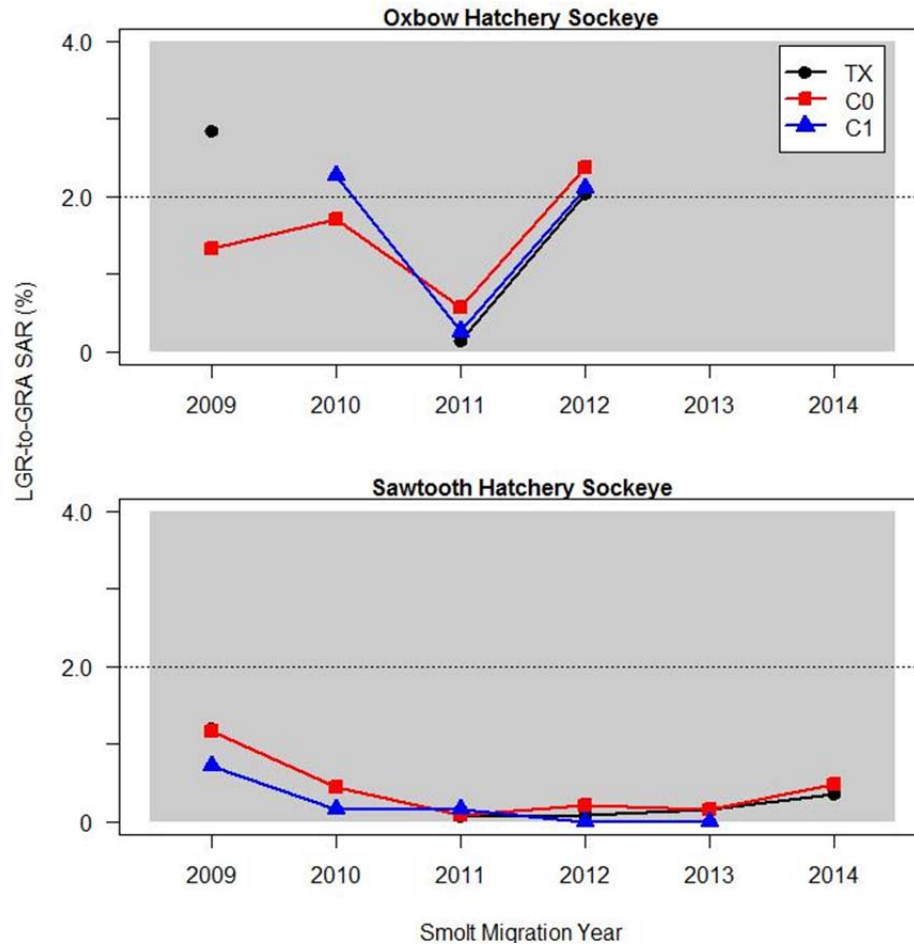 Oxbow Hatchery Sockeye
4.0
2.0
0
TX
C0
C1
2009 2010 2011 2012 2013 2014
LGR-to-GRA SAR (%)
Sawtooth Hatchery Sockeye
4.0
2.0
0
2009 2010 2011 2012 2013 2014
Smolt Migration Year